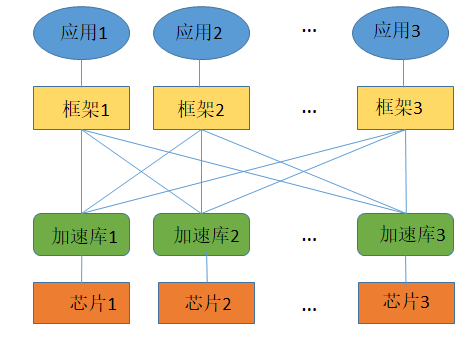 应用1 应用2 ... 应用3
框架1 框架2 ... 框架3
加速库1 加速库2 ... 加速库3
芯片1 芯片2 ... 芯片3